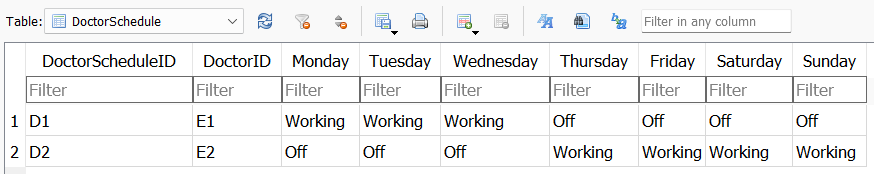 Table: DoctorSchedule Filter in any column
DoctorScheduleID DoctorID Monday Tuesday Wednesday Thursday Friday Saturday Sunday
Filter Filter Filter Filter Filter Filter Filter Filter Filter
1 D1 E1 Working Working Working Off Off Off Off
2 D2 E2 Off Off Off Working Working Working Working